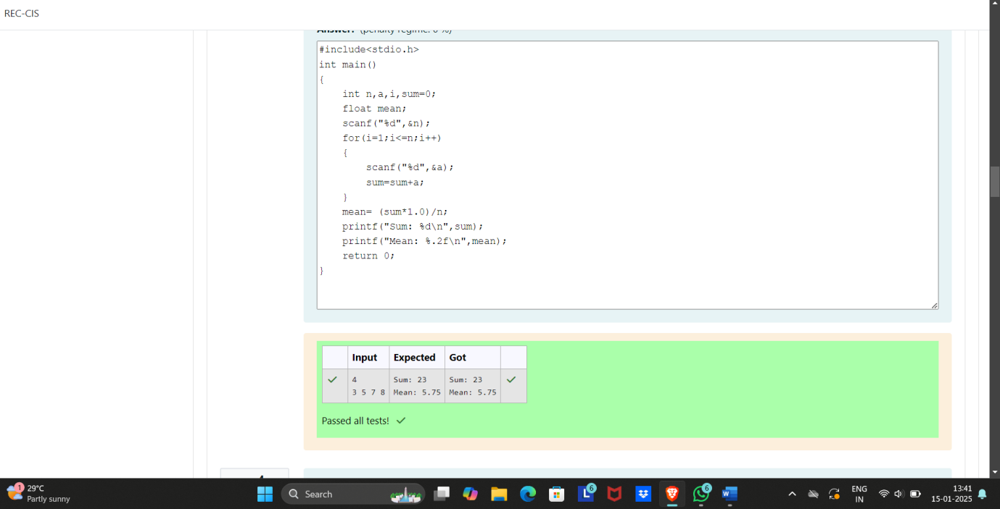 REC-CIS
Answer: (penalty regime: 0 %)
#include<stdio.h>
int main()
{
    int n,a,i,sum=0;
    float mean;
    scanf("%d",&n);
    for(i=1;i<=n;i++)
    {
        scanf("%d",&a);
        sum=sum+a;
    }
    mean= (sum*1.0)/n;
    printf("Sum: %d\n",sum);
    printf("Mean: %.2f\n",mean);
    return 0;
}
Input Expected Got
4 Sum: 23 Sum: 23
3 5 7 8 Mean: 5.75 Mean: 5.75
Passed all tests!
1
29°C
Partly sunny
Search
L 6
6
W
ENG
IN
13:41
15-01-2025